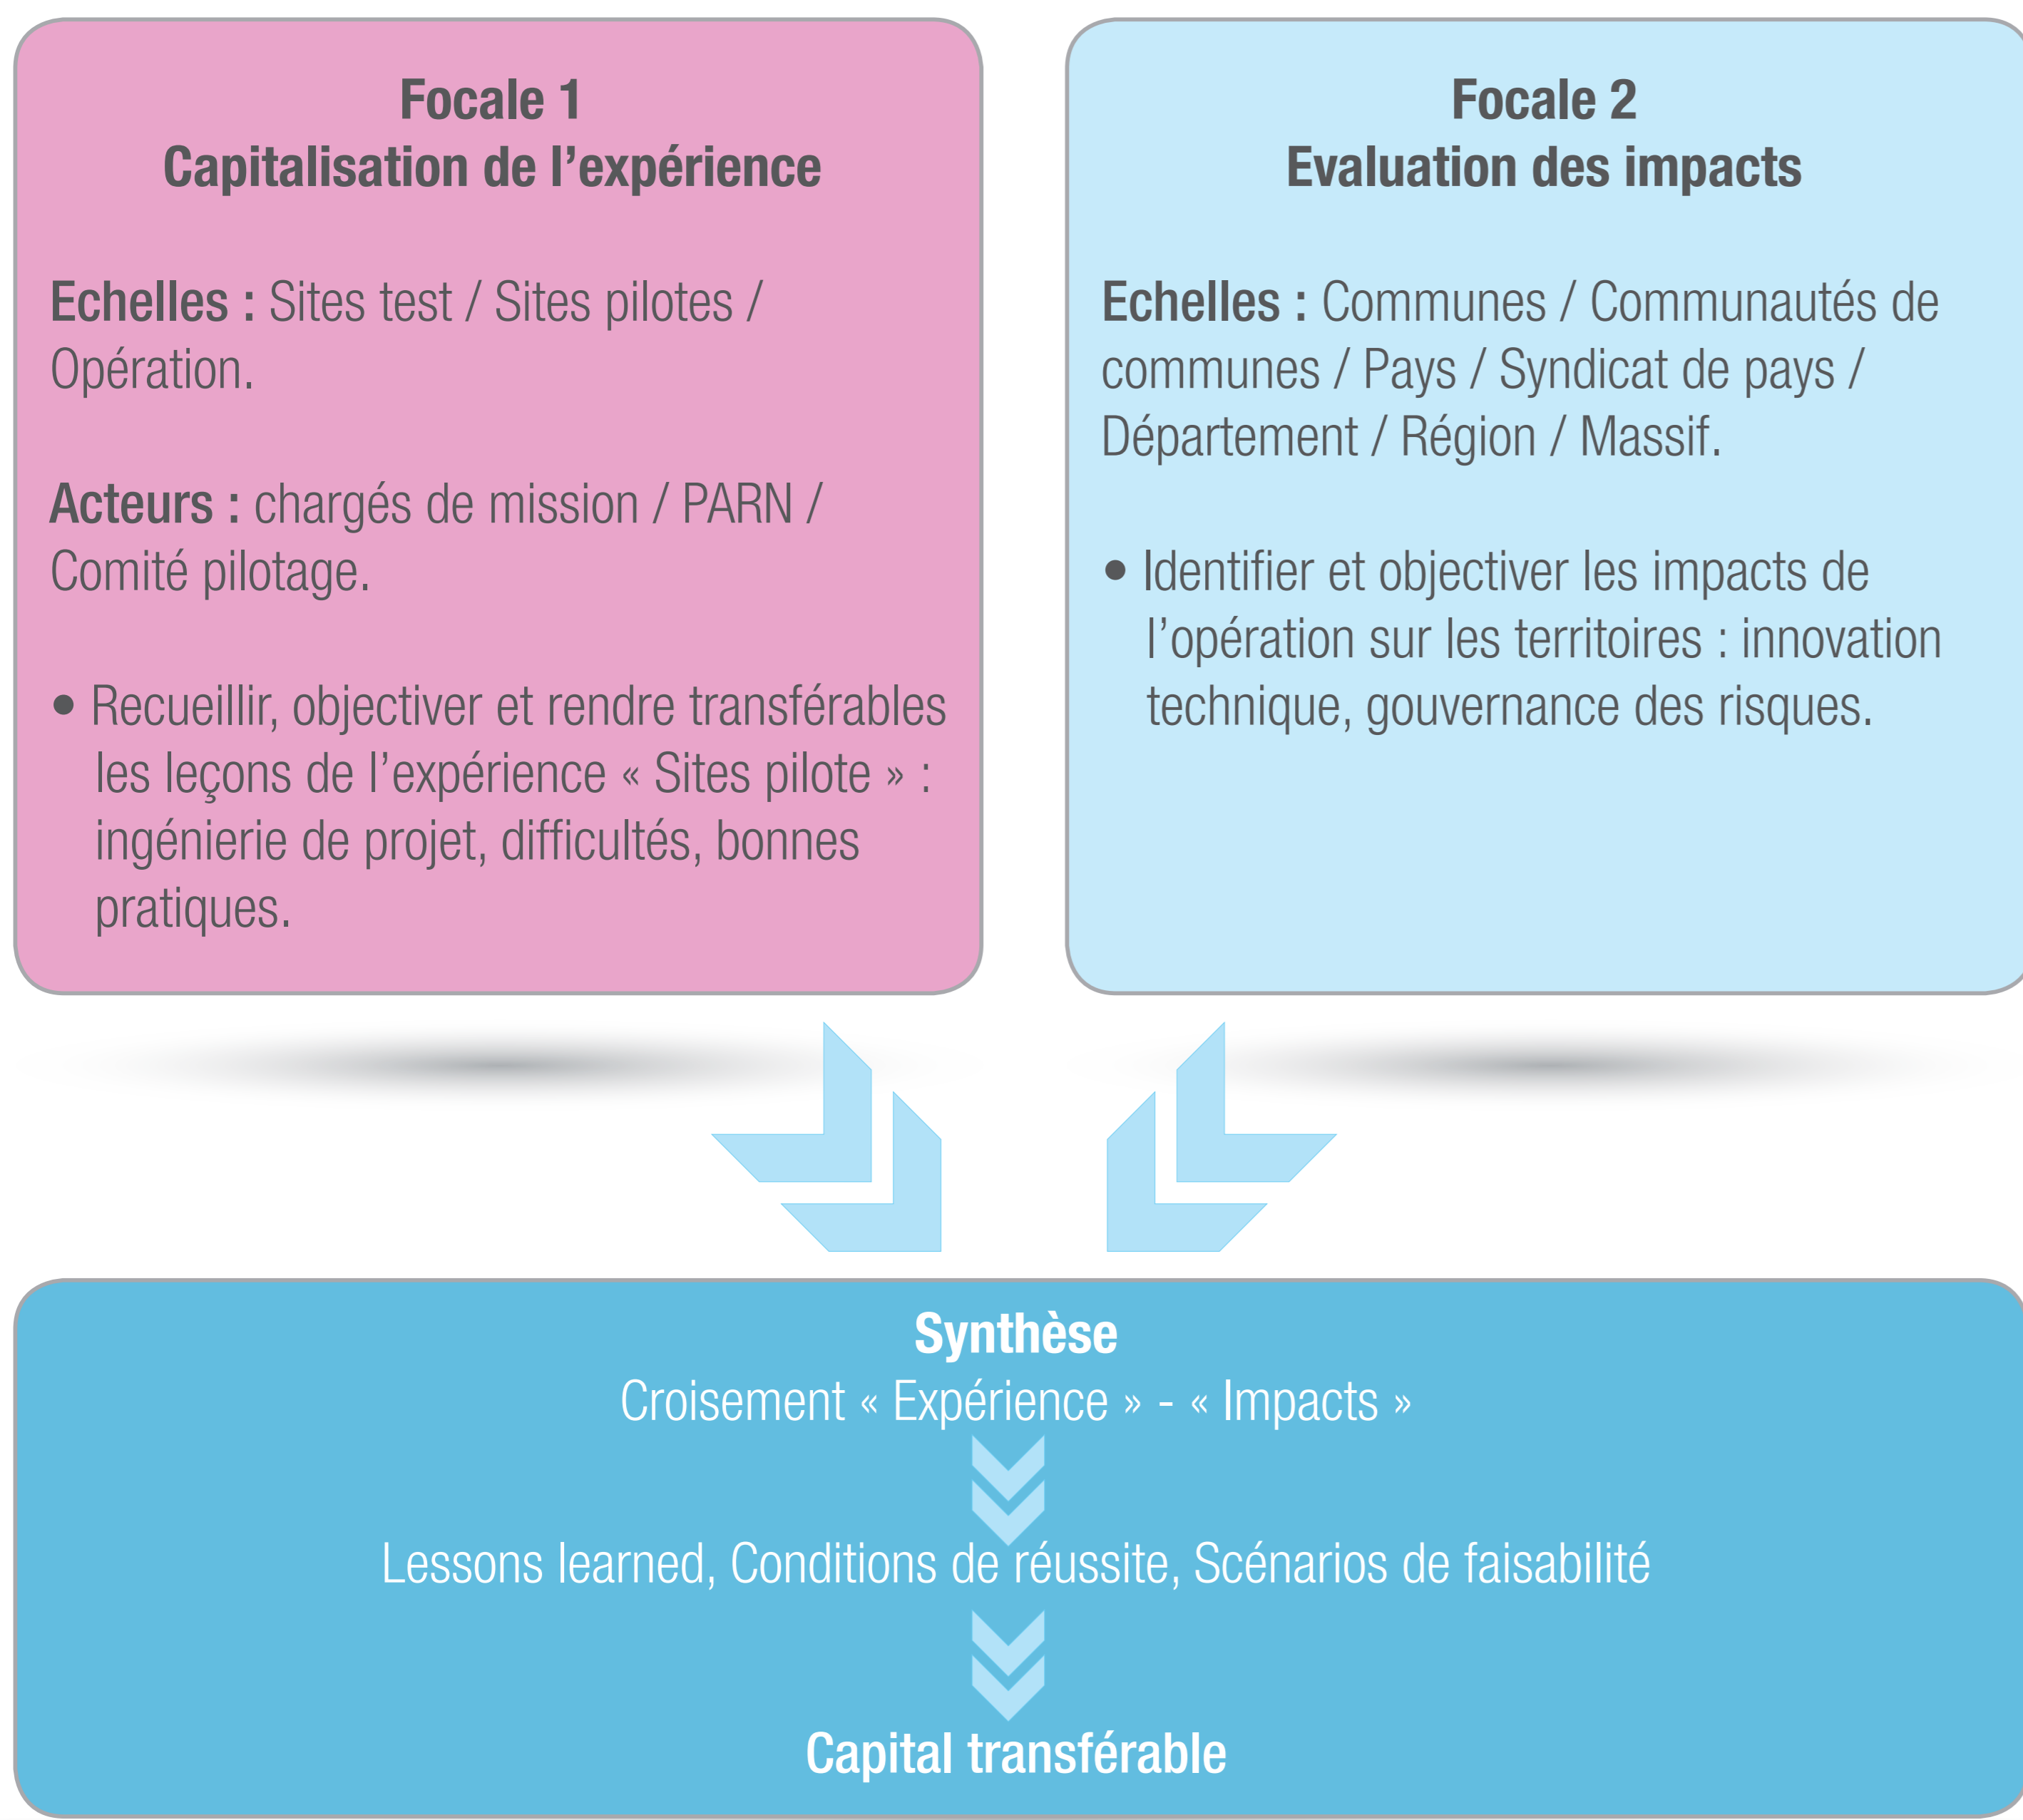 Focale 1
Capitalisation de l’expérience
Echelles : Sites test / Sites pilotes /
Opération.
Acteurs : chargés de mission / PARN /
Comité pilotage.
• Recueillir, objectiver et rendre transférables
les leçons de l’expérience « Sites pilote » :
ingénierie de projet, difficultés, bonnes
pratiques.
Focale 2
Evaluation des impacts
Echelles : Communes / Communautés de
communes / Pays / Syndicat de pays /
Département / Région / Massif.
• Identifier et objectiver les impacts de
l’opération sur les territoires : innovation
technique, gouvernance des risques.
Synthèse
Croisement « Expérience » - « Impacts »
Lessons learned, Conditions de réussite, Scénarios de faisabilité
Capital transférable